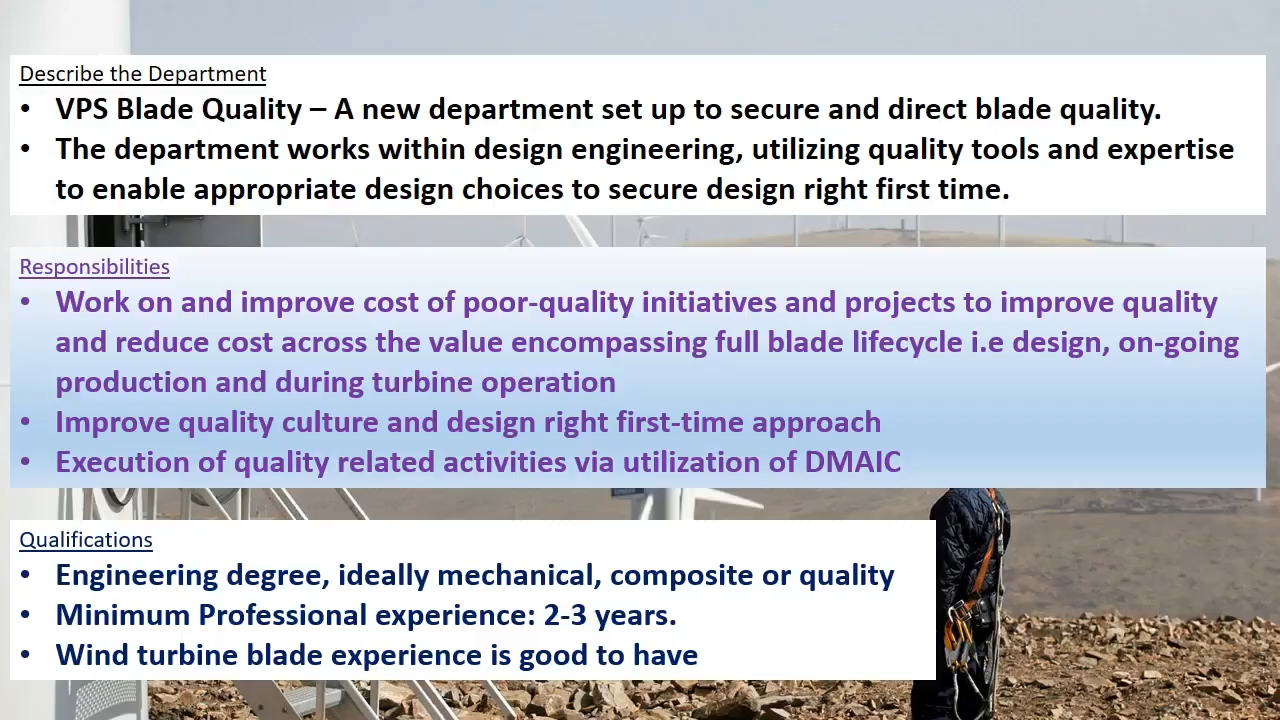 Describe the Department
• VPS Blade Quality – A new department set up to secure and direct blade quality.
• The department works within design engineering, utilizing quality tools and expertise
to enable appropriate design choices to secure design right first time.
Responsibilities
• Work on and improve cost of poor-quality initiatives and projects to improve quality
and reduce cost across the value encompassing full blade lifecycle i.e design, on-going
production and during turbine operation
• Improve quality culture and design right first-time approach
• Execution of quality related activities via utilization of DMAIC
Qualifications
• Engineering degree, ideally mechanical, composite or quality
• Minimum Professional experience: 2-3 years.
• Wind turbine blade experience is good to have